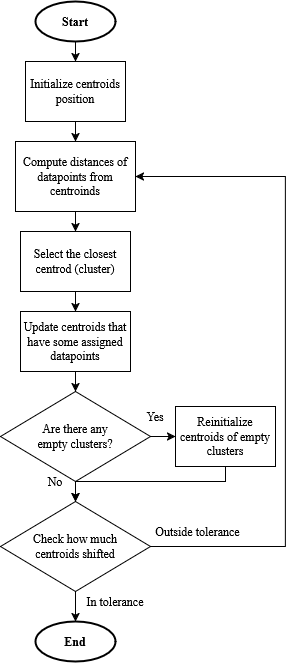 Start
Initialize centroids
position
Compute distances of
datapoints from
centroinds
Select the closest
centrod (cluster)
Update centroids that
have some assigned
datapoints
Are there any
empty clusters?
Yes
Reinitialize
centroids of empty
clusters
No
Check how much
centroids shifted
Outside tolerance
In tolerance
End